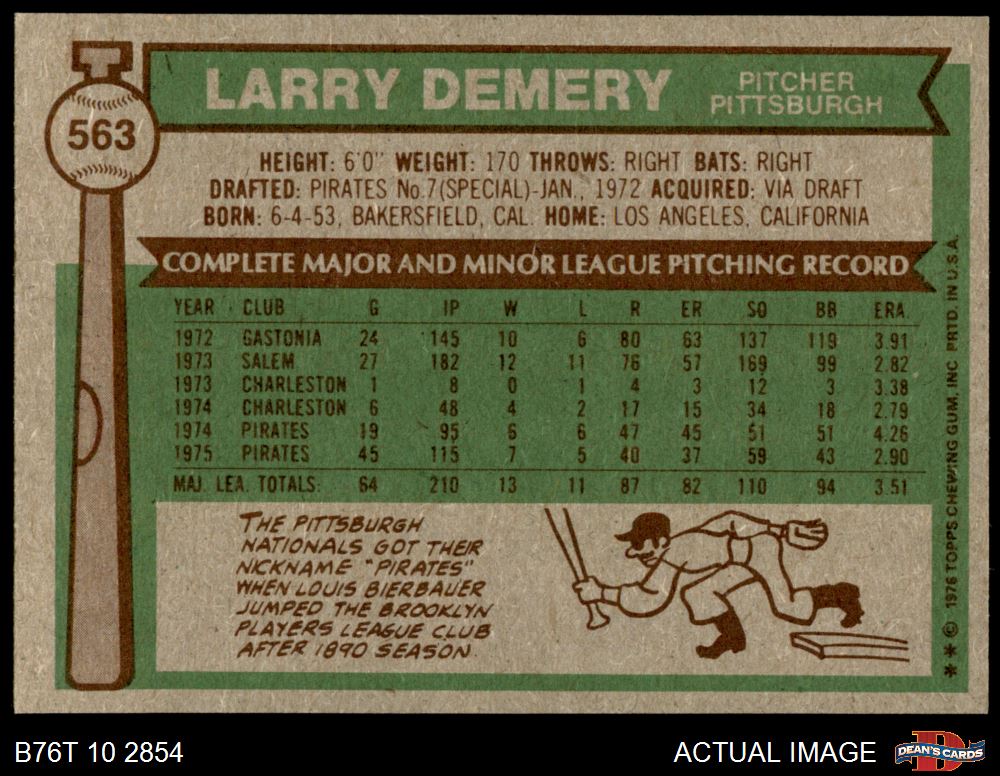 563
LARRY DEMERY
PITCHER
PITTSBURGH
HEIGHT: 6'0" WEIGHT: 170 THROWS: RIGHT BATS: RIGHT
DRAFTED: PIRATES No.7(SPECIAL)-JAN., 1972 ACQUIRED: VIA DRAFT
BORN: 6-4-53, BAKERSFIELD, CAL. HOME: LOS ANGELES, CALIFORNIA
COMPLETE MAJOR AND MINOR LEAGUE PITCHING RECORD
YEAR CLUB G IP W L R ER SO BB ERA.
1972 GASTONIA 24 145 10 6 80 63 137 119 3.91
1973 SALEM 27 182 12 11 76 57 169 99 2.82
1973 CHARLESTON 1 8 0 1 4 3 12 3 3.38
1974 CHARLESTON 6 48 4 2 17 15 34 18 2.79
1974 PIRATES 19 95 6 6 47 45 51 51 4.26
1975 PIRATES 45 115 7 5 40 37 59 43 2.90
MAJ. LEA. TOTALS: 64 210 13 11 87 82 110 94 3.51
THE PITTSBURGH
NATIONALS GOT THEIR
NICKNAME "PIRATES"
WHEN LOUIS BIERBAUER
JUMPED THE BROOKLYN
PLAYERS LEAGUE CLUB
AFTER 1890 SEASON.
* * © 1976 TOPPS CHEWING GUM, INC. PRTD. IN U.S.A.
B76T 10 2854
ACTUAL IMAGE
DEAN'S CARDS